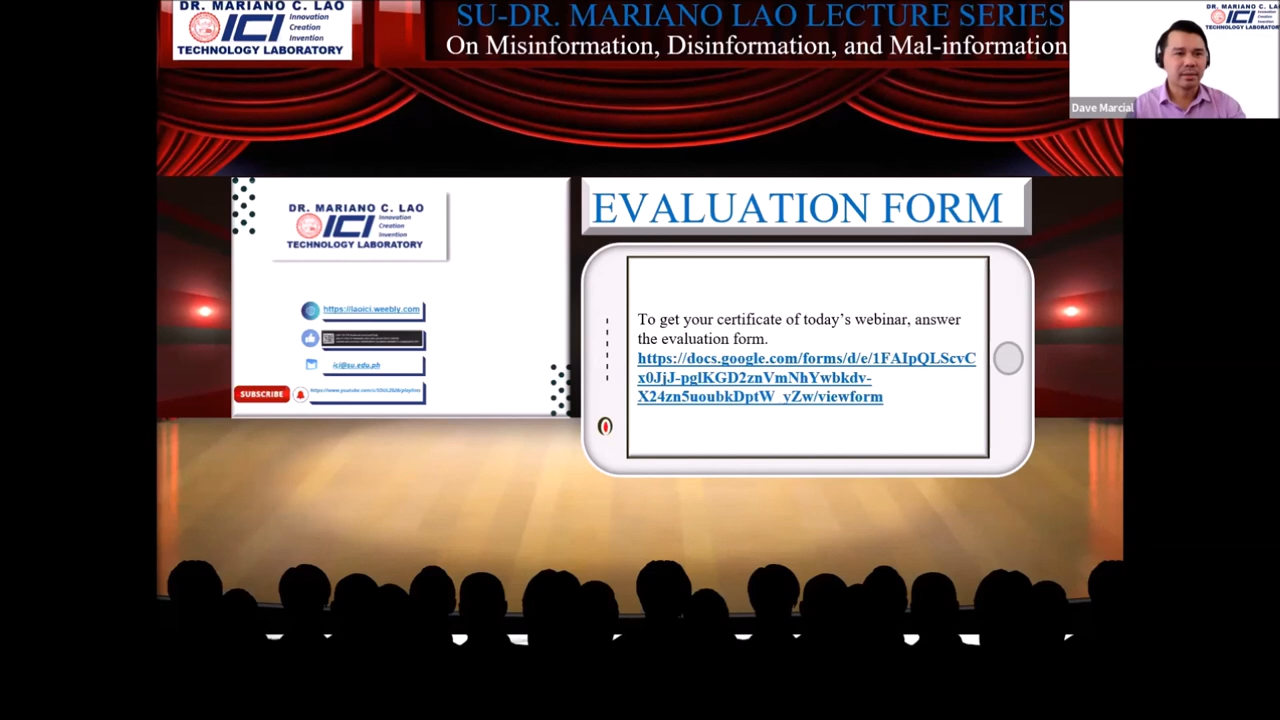 DR. MARIANO C. LAO
ICI
Innovation
Creation
Invention
TECHNOLOGY LABORATORY
SU-DR. MARIANO LAO LECTURE SERIES
On Misinformation, Disinformation, and Mal-information
DR. MARIANO C. LA
ICI
Innovation
Creation
Invention
TECHNOLOGY LABORATOR
Dave Marcial
DR. MARIANO C. LAO
ICI
Innovation
Creation
Invention
TECHNOLOGY LABORATORY
https://laoici.weebly.com
ici@su.edu.ph
SUBSCRIBE
EVALUATION FORM
To get your certificate of today's webinar, answer
the evaluation form.
https://docs.google.com/forms/d/e/1FAIpQLScvC
x0JjJ-pglKGD2znVmNhYwbkdv-
X24zn5uoubkDptW_yZw/viewform